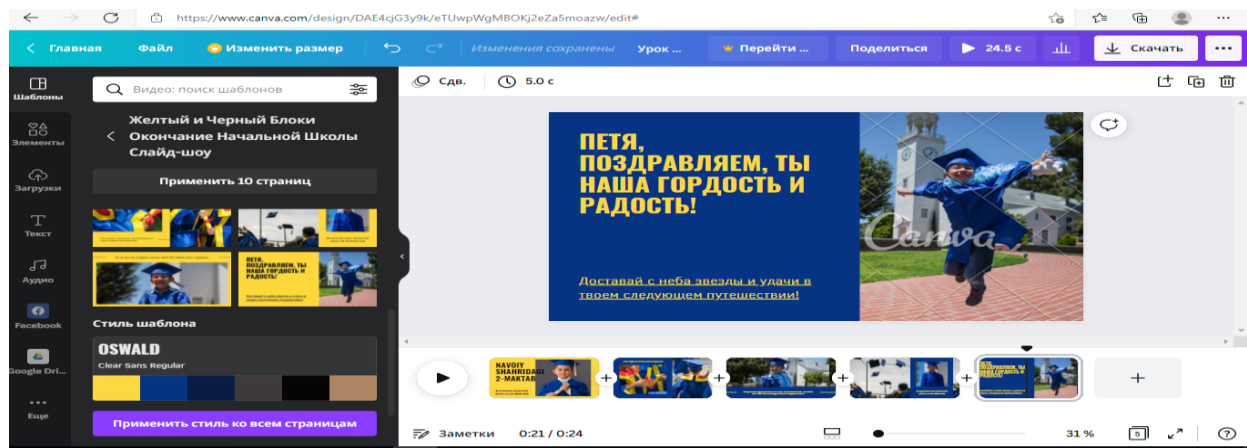 https://www.canva.com/design/DAE4cjG3y9k/eTUwpWgMBOKj2eZa5moazw/edit#
Главная Файл Изменить размер Изменения сохранены Урок ... Перейти ... Поделиться 24.5 с Скачать
Шаблоны
Элементы
Загрузки
Текст
Аудио
Facebook
Google Dri...
Еще
Видео: поиск шаблонов
Желтый и Черный Блоки
Окончание Начальной Школы
Слайд-шоу
Применить 10 страниц
ПЕТЯ,
ПОЗДРАВЛЯЕМ, ТЫ
НАША ГОРДОСТЬ И
РАДОСТЬ!
Стиль шаблона
OSWALD
Clear Sans Regular
Применить стиль ко всем страницам
Сдв. 5.0 с
ПЕТЯ,
ПОЗДРАВЛЯЕМ, ТЫ
НАША ГОРДОСТЬ И
РАДОСТЬ!
Доставай с неба звезды и удачи в
твоем следующем путешествии!
Canva
NAVOIY
SHAHRIDAGI
2-MAKTAB
Заметки 0:21 / 0:24
31 % 5